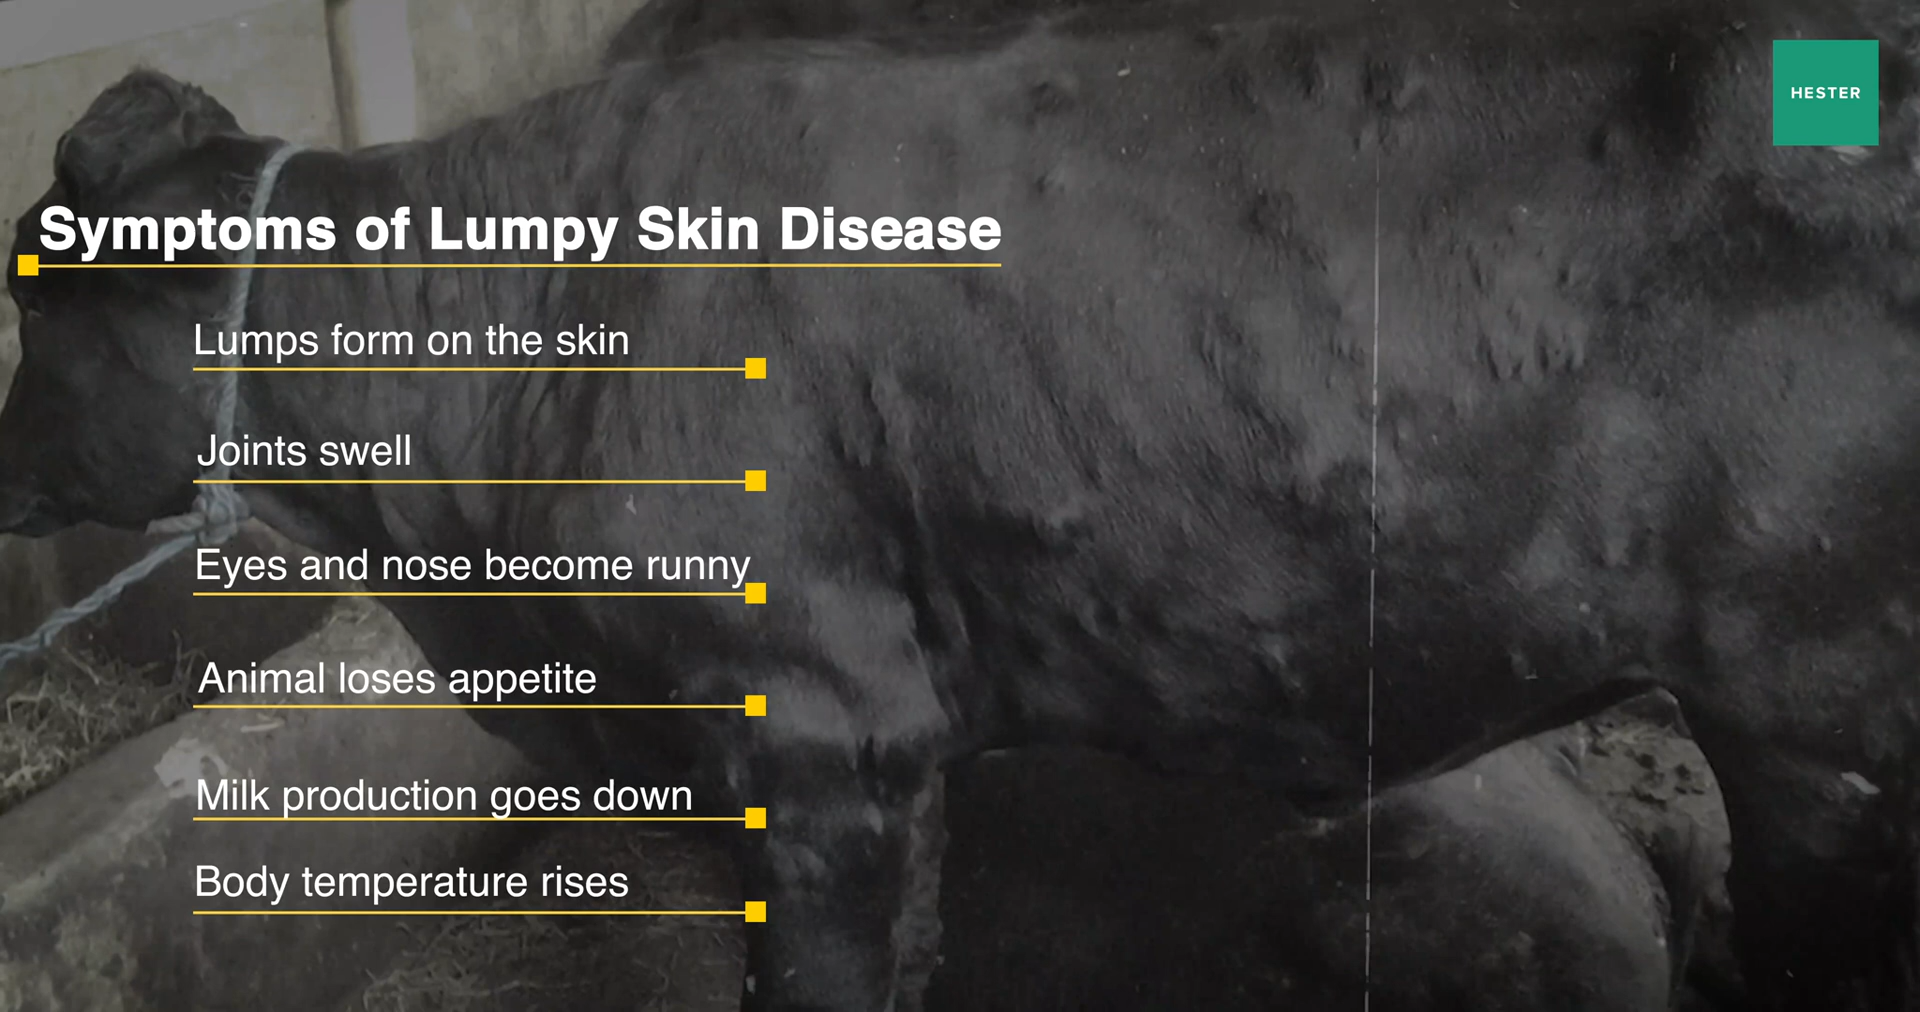 HESTER
Symptoms of Lumpy Skin Disease
Lumps form on the skin
Joints swell
Eyes and nose become runny
Animal loses appetite
Milk production goes down
Body temperature rises